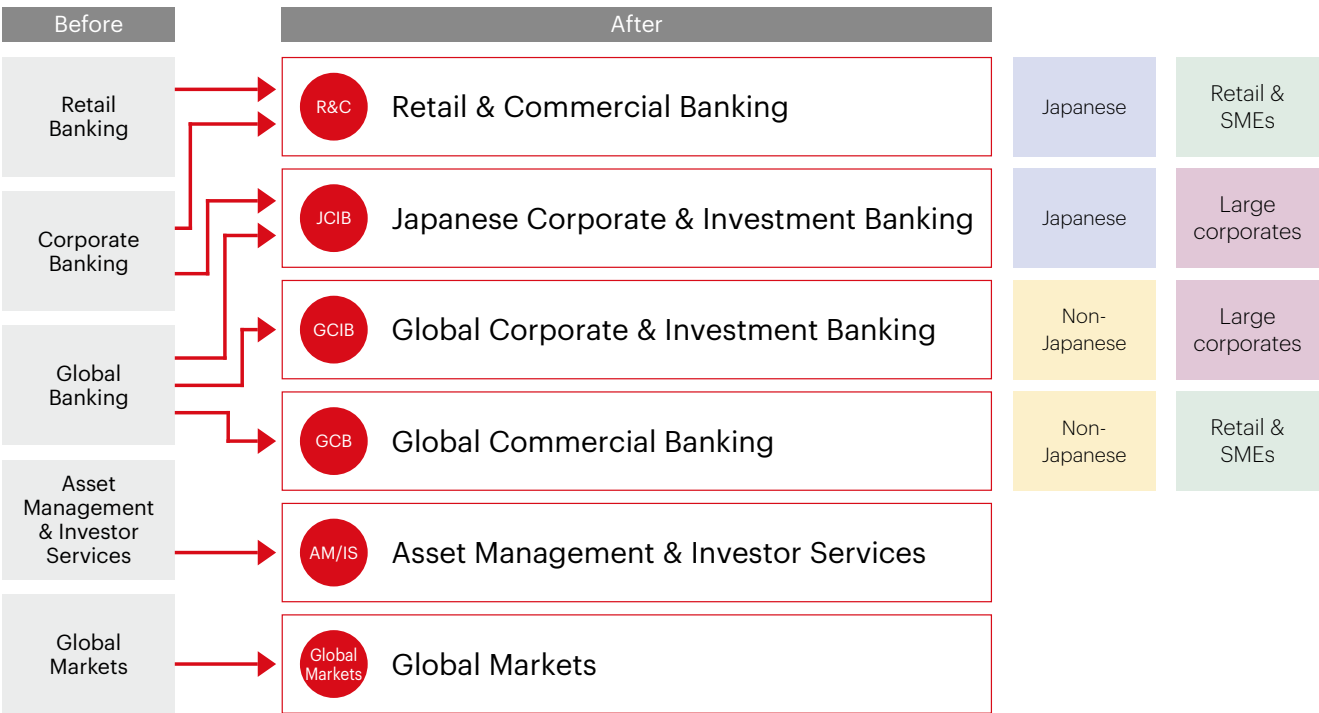 Before
After
Retail
Banking
Corporate
Banking
Global
Banking
Asset
Management
& Investor
Services
Global
Markets
R&C
Retail & Commercial Banking
Japanese
Retail &
SMEs
JCIB
Japanese Corporate & Investment Banking
Japanese
Large
corporates
GCIB
Global Corporate & Investment Banking
Non-
Japanese
Large
corporates
GCB
Global Commercial Banking
Non-
Japanese
Retail &
SMEs
AM/IS
Asset Management & Investor Services
Global
Markets
Global Markets